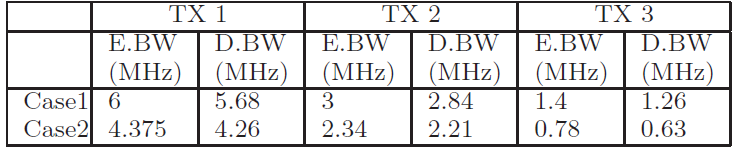 TX 1 TX 2 TX 3
E.BW D.BW E.BW D.BW E.BW D.BW
(MHz) (MHz) (MHz) (MHz) (MHz) (MHz)
Case1 6 5.68 3 2.84 1.4 1.26
Case2 4.375 4.26 2.34 2.21 0.78 0.63